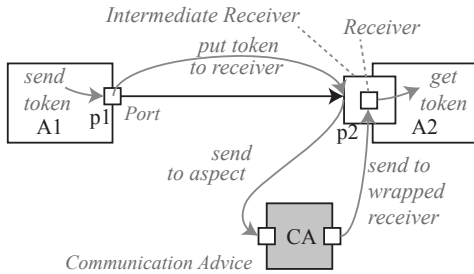 Intermediate Receiver
Receiver
put token
to receiver
send
token
A1
p1
Port
p2
get
token
A2
send
to aspect
send to
wrapped
receiver
CA
Communication Advice